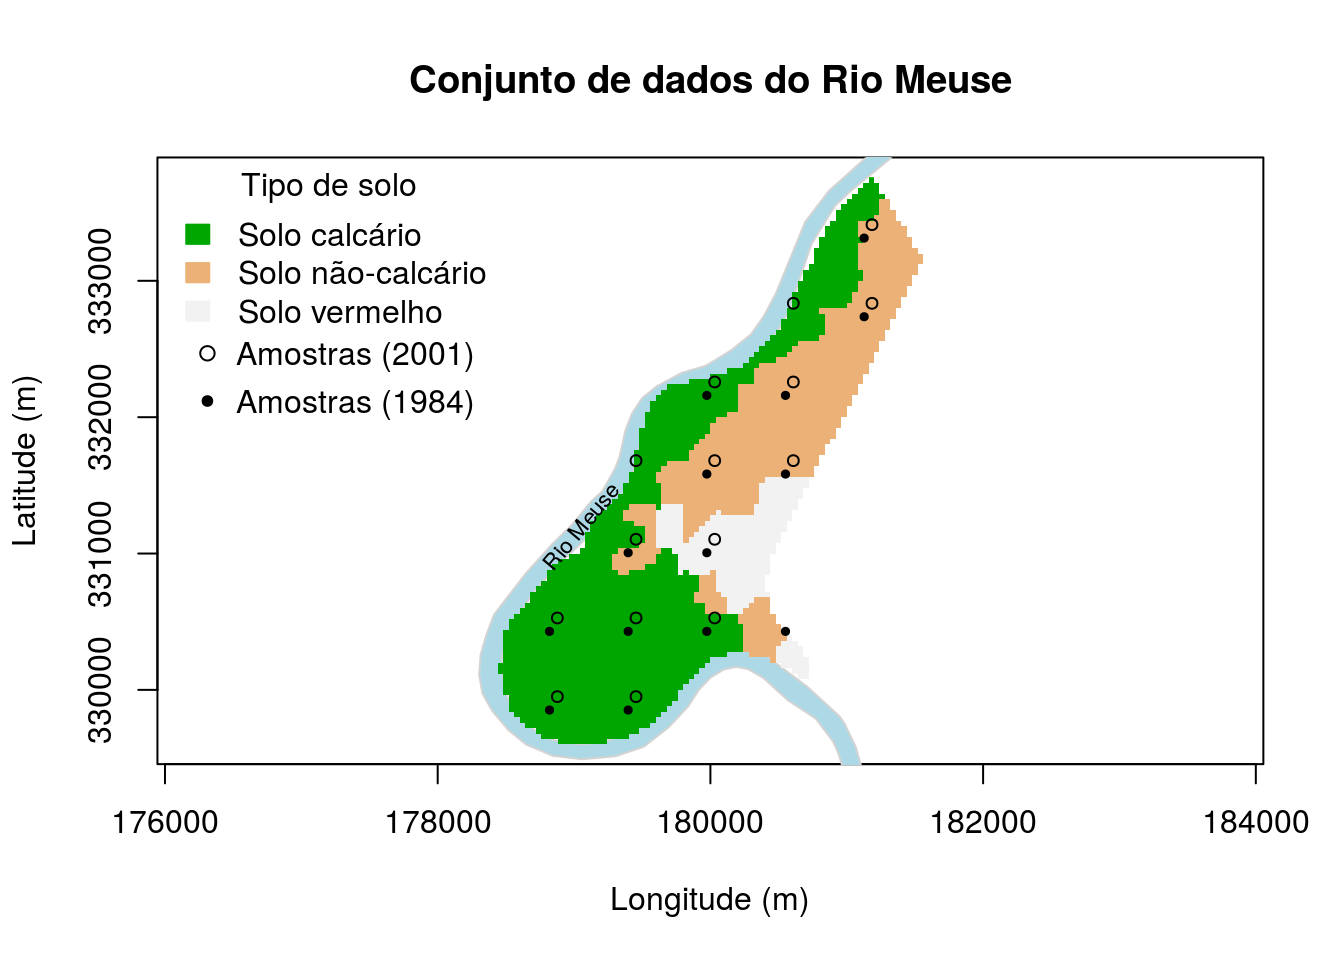 Conjunto de dados do Rio Meuse
Tipo de solo
Solo calcário
Solo não-calcário
Solo vermelho
Amostras (2001)
Amostras (1984)
Rio Meuse
Latitude (m)
333000
332000
331000
330000
176000 178000 180000 182000 184000
Longitude (m)